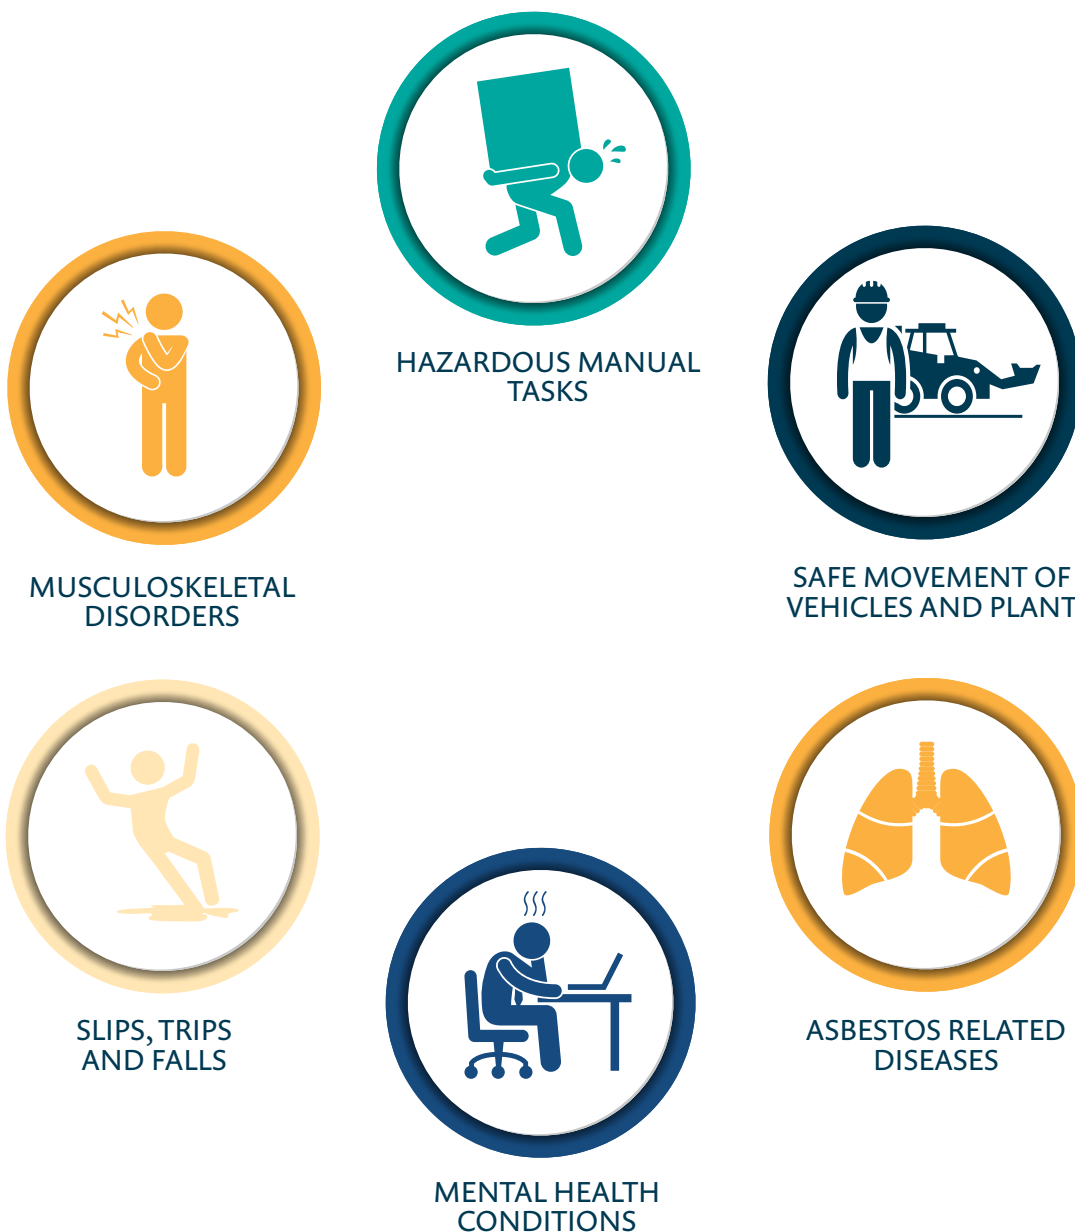 HAZARDOUS MANUAL
TASKS
MUSCULOSKELETAL
DISORDERS
SAFE MOVEMENT OF
VEHICLES AND PLANT
SLIPS, TRIPS
AND FALLS
ASBESTOS RELATED
DISEASES
MENTAL HEALTH
CONDITIONS